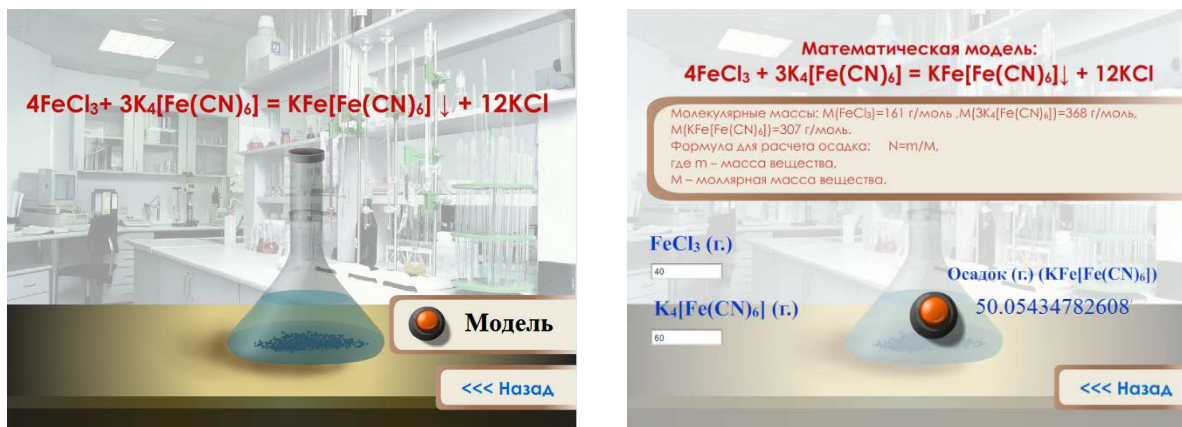 4FeCl₃+ 3K₄[Fe(CN)₆] = KFe[Fe(CN)₆] ↓ + 12KCl
Модель
<<< Назад
Математическая модель:
4FeCl₃ + 3K₄[Fe(CN)₆] = KFe[Fe(CN)₆]↓ + 12KCl
Молекулярные массы: M(FeCl₃)=161 г/моль ,M(3K₄[Fe(CN)₆])=368 г/моль,
M(KFe[Fe(CN)₆])=307 г/моль.
Формула для расчета осадка: N=m/M,
где m – масса вещества,
M – моллярная масса вещества.
FeCl₃ (г.)
40
Осадок (г.) (KFe[Fe(CN)₆])
50.05434782608
K₄[Fe(CN)₆] (г.)
60
<<< Назад